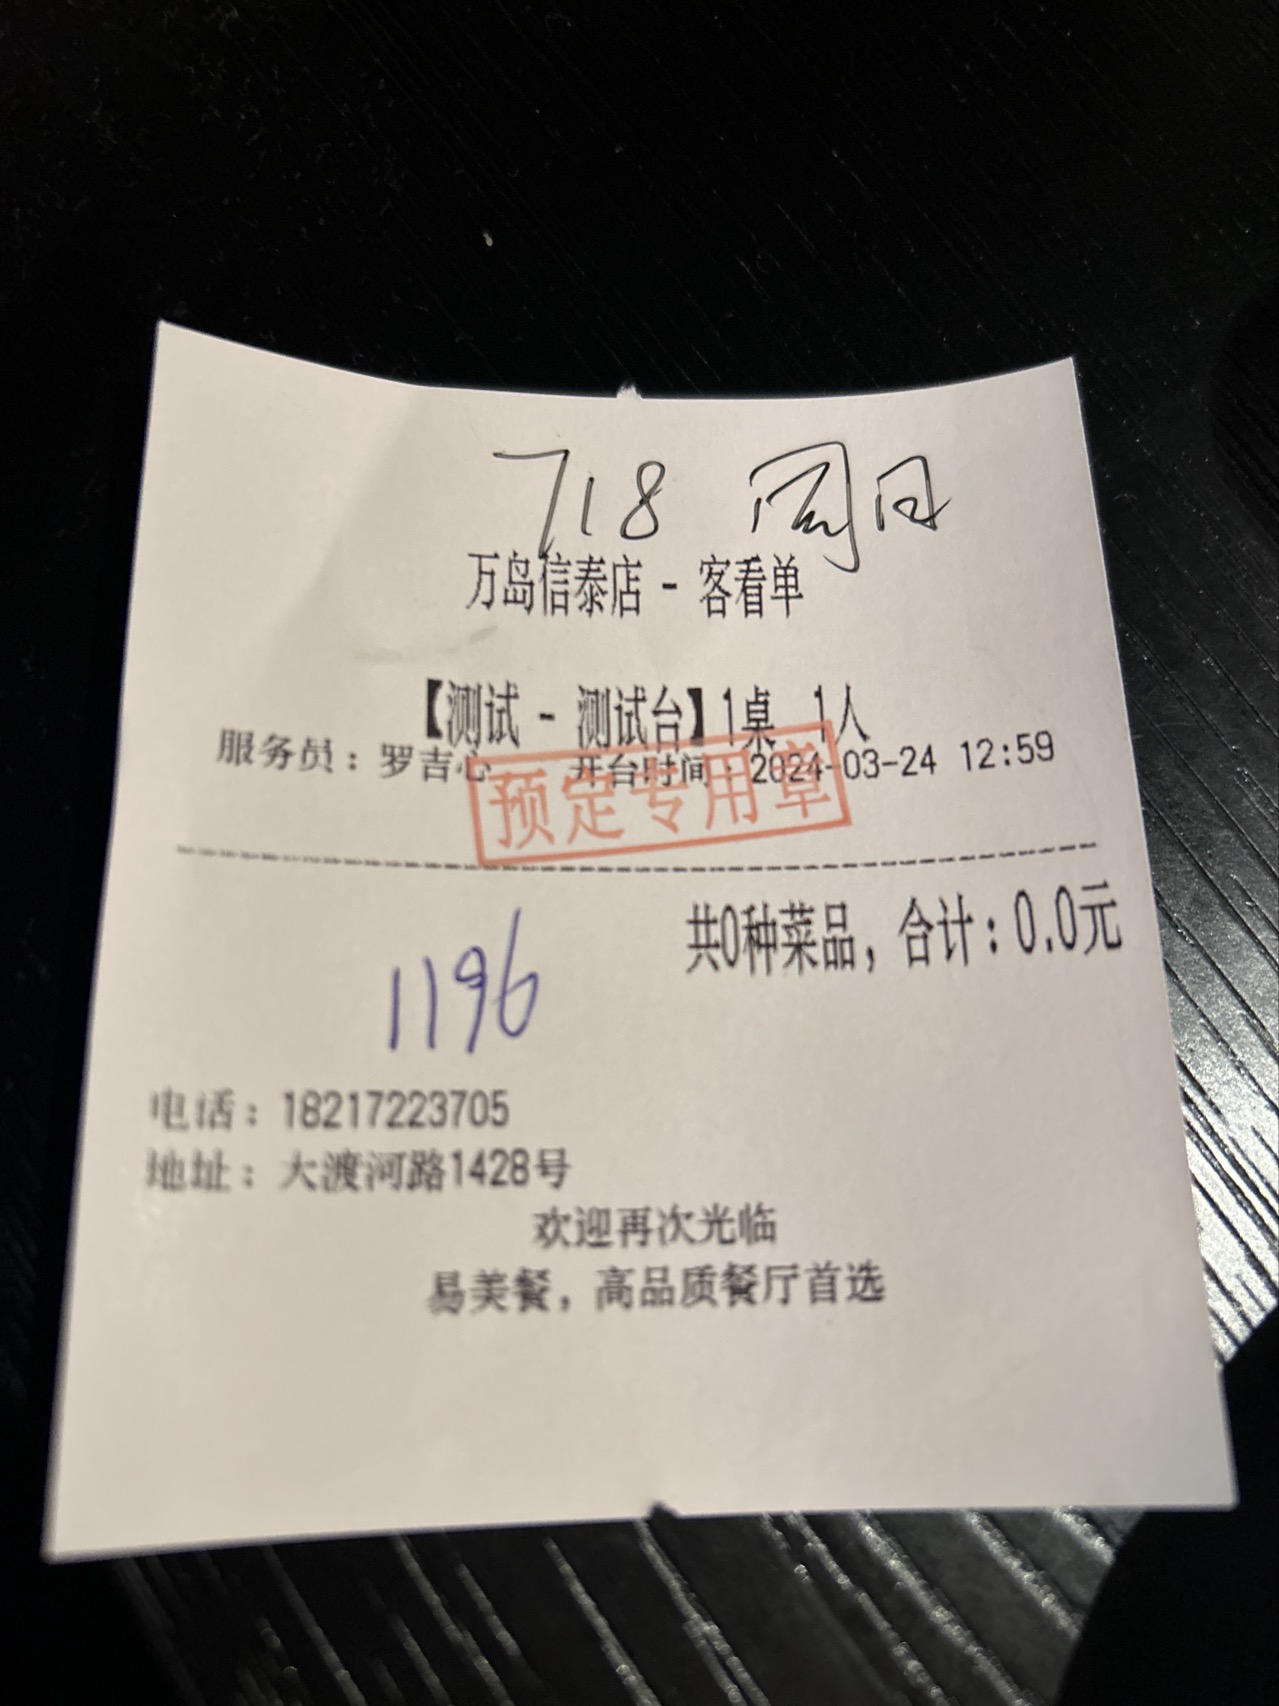 718
万岛信泰店 - 客看单
【测试 - 测试台】1桌 1人
服务员：罗吉心 开台时间：2024-03-24 12:59
预定专用章
共0种菜品，合计：0.0元
1196
电话：18217223705
地址：大渡河路1428号
欢迎再次光临
易美餐，高品质餐厅首选